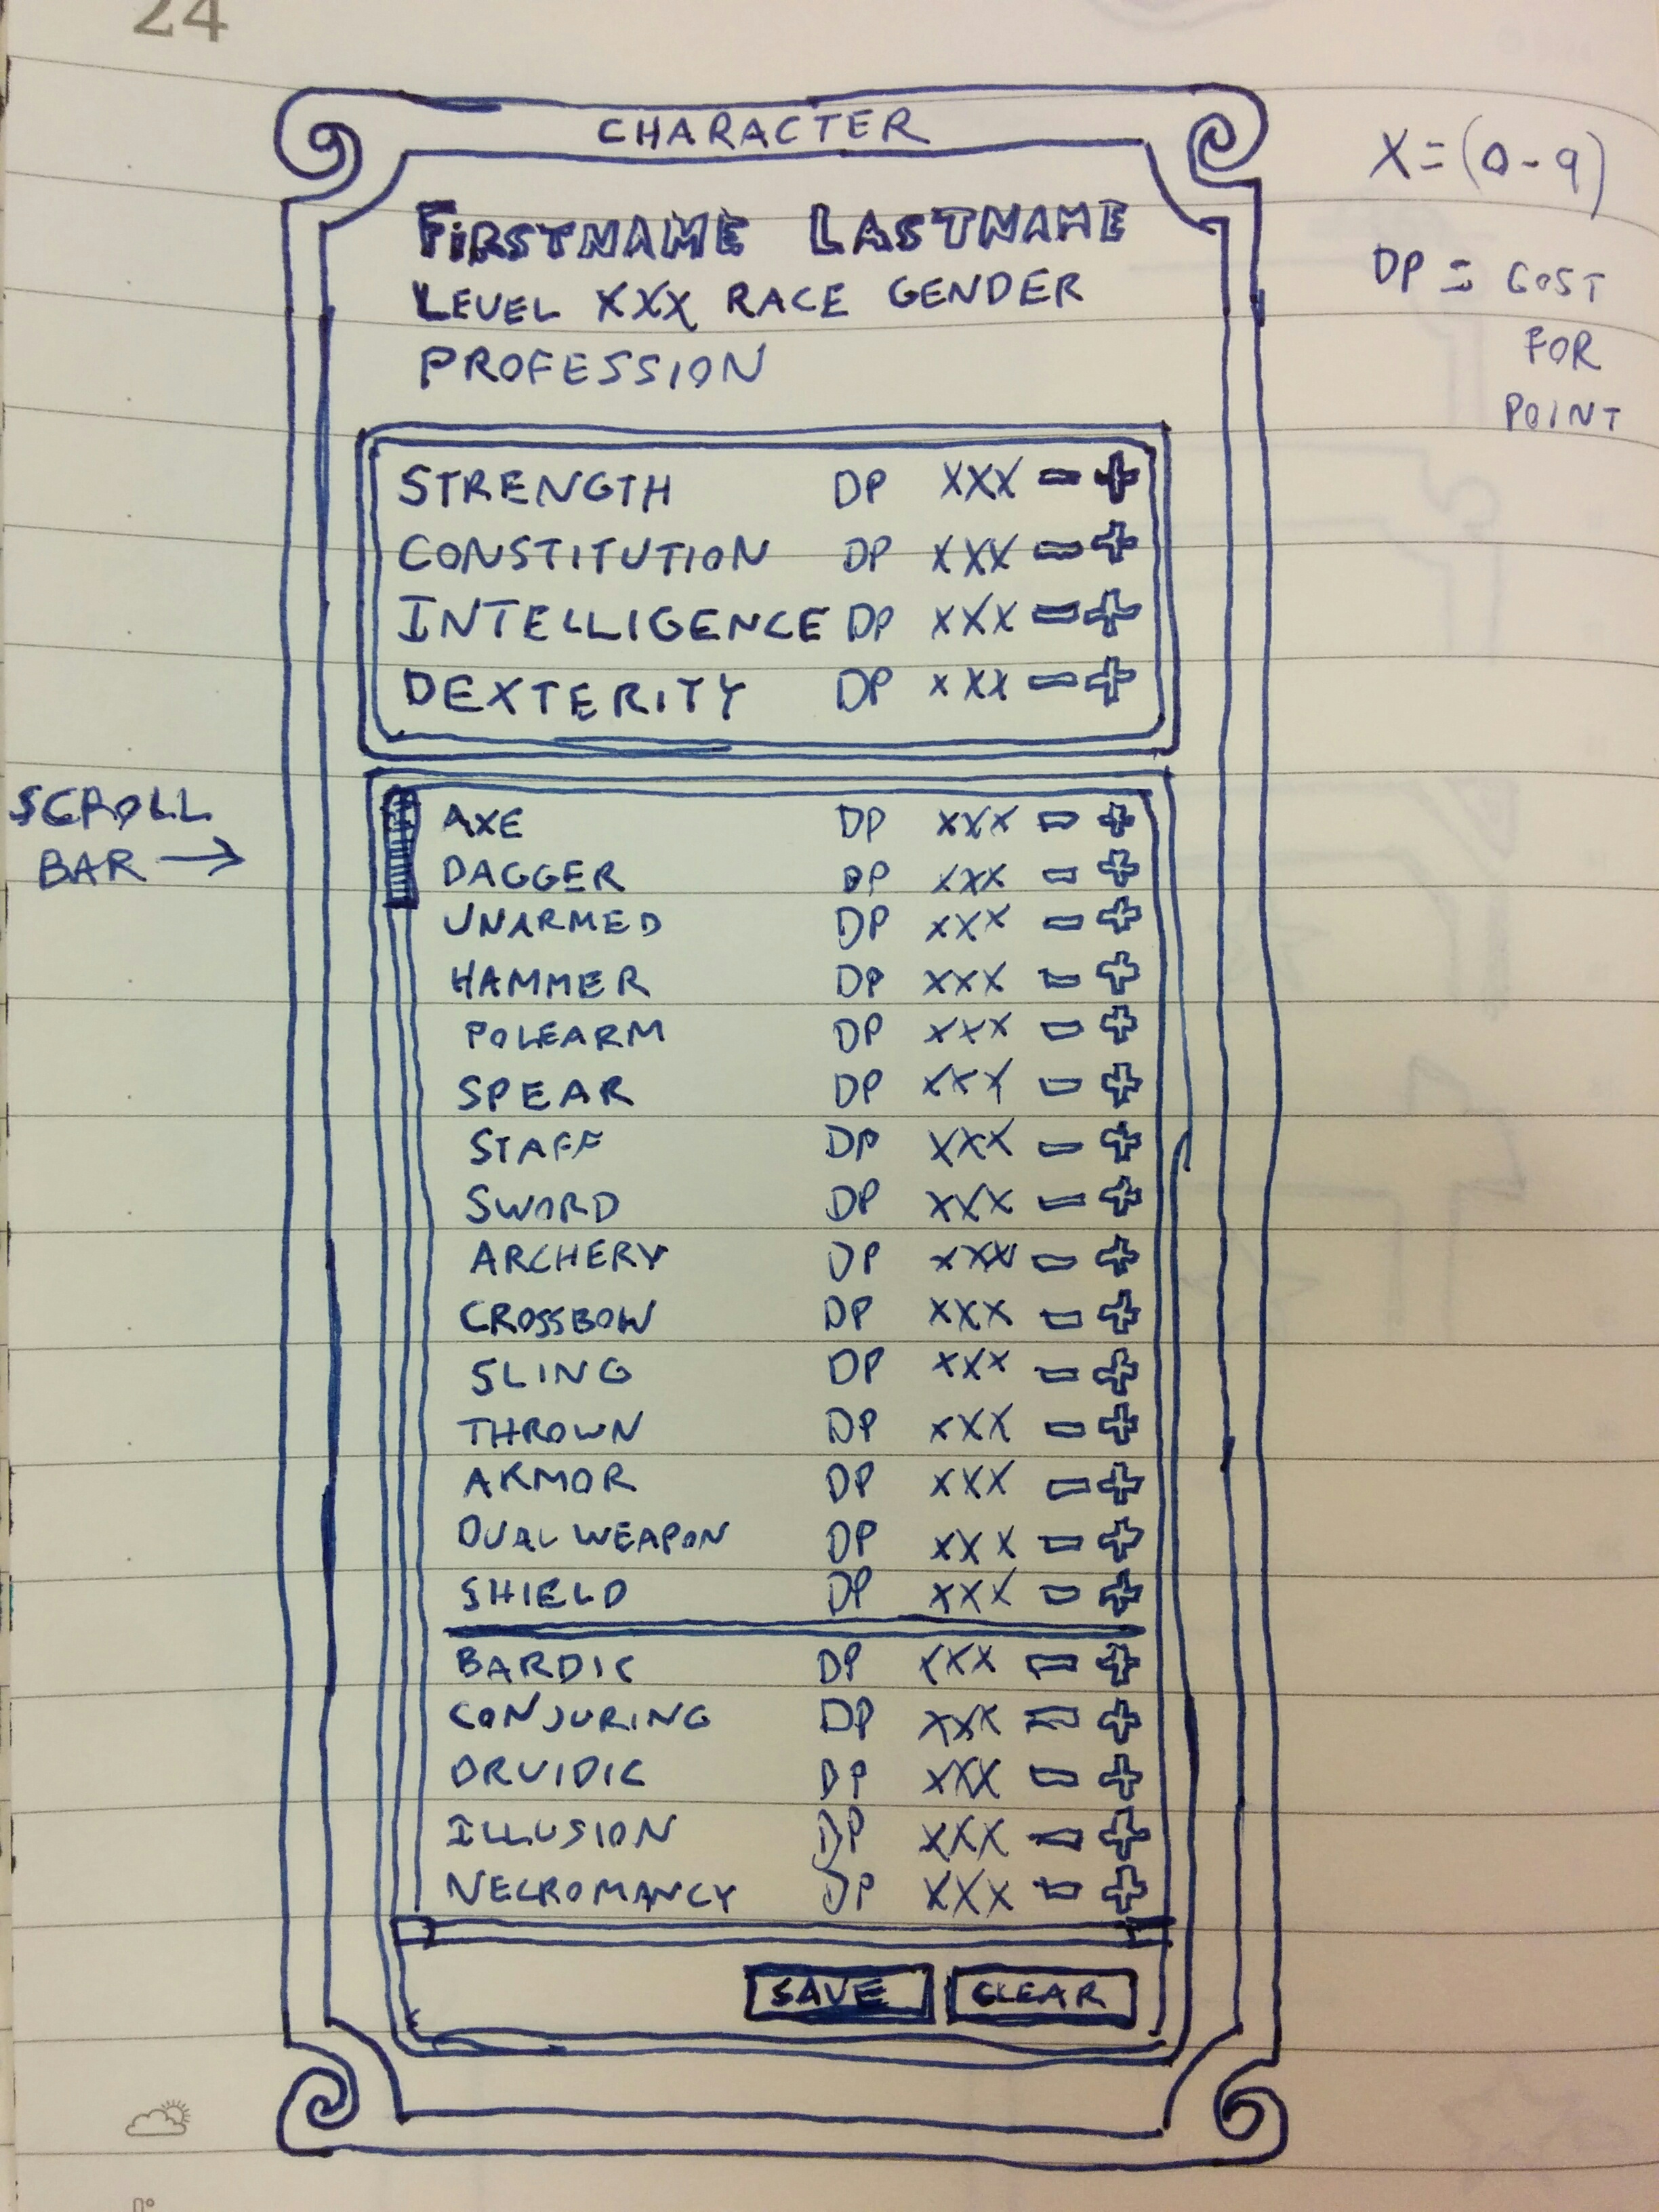 24
CHARACTER
FIRSTNAME LASTNAME
LEVEL XXX RACE GENDER
PROFESSION
X = (0-9)
DP = COST
FOR
POINT
STRENGTH DP XXX - +
CONSTITUTION DP XXX - +
INTELLIGENCE DP XXX - +
DEXTERITY DP XXX - +
SCROLL
BAR →
AXE DP XXX - +
DAGGER DP XXX - +
UNARMED DP XXX - +
HAMMER DP XXX - +
POLEARM DP XXX - +
SPEAR DP XXX - +
STAFF DP XXX - +
SWORD DP XXX - +
ARCHERY DP XXX - +
CROSSBOW DP XXX - +
SLING DP XXX - +
THROWN DP XXX - +
ARMOR DP XXX - +
DUAL WEAPON DP XXX - +
SHIELD DP XXX - +
BARDIC DP XXX - +
CONJURING DP XXX - +
DRUIDIC DP XXX - +
ILLUSION DP XXX - +
NECROMANCY DP XXX - +
SAVE CLEAR